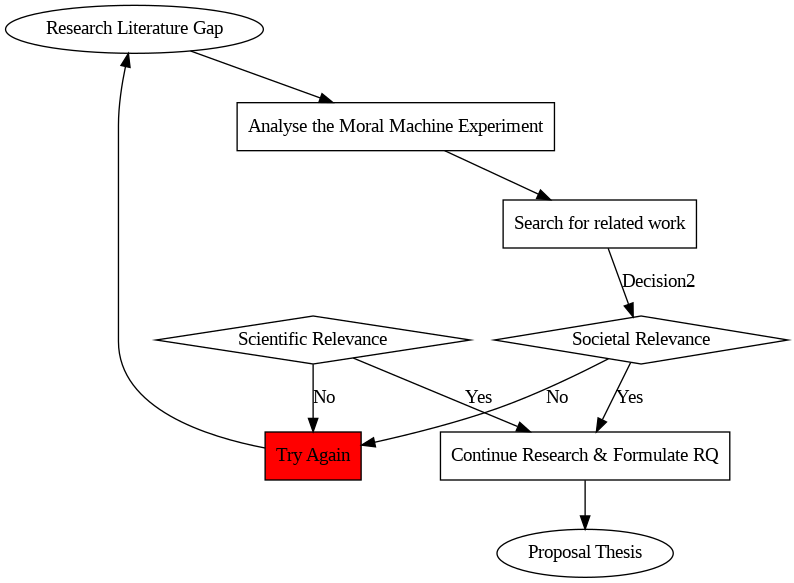 Research Literature Gap
Analyse the Moral Machine Experiment
Search for related work
Decision2
Scientific Relevance
Societal Relevance
No
Yes
No
Yes
Try Again
Continue Research & Formulate RQ
Proposal Thesis